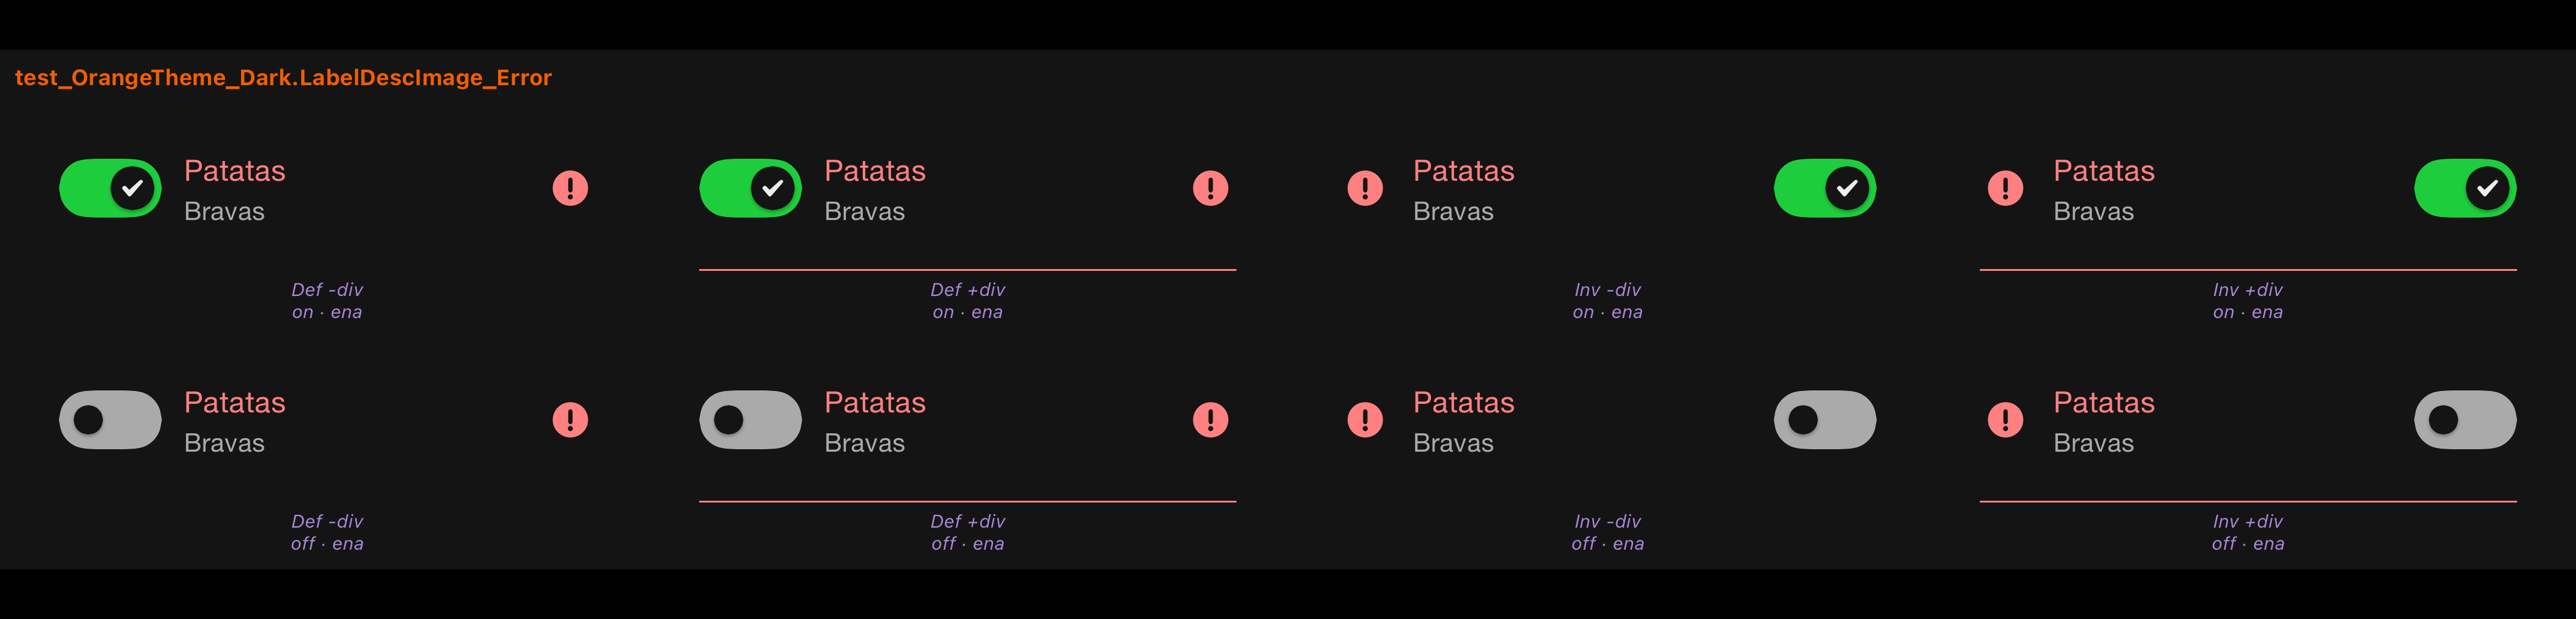 test_OrangeTheme_Dark.LabelDescImage_Error
Patatas
Bravas
Def -div
on · ena
Patatas
Bravas
Def +div
on · ena
Patatas
Bravas
Inv -div
on · ena
Patatas
Bravas
Inv +div
on · ena
Patatas
Bravas
Def -div
off · ena
Patatas
Bravas
Def +div
off · ena
Patatas
Bravas
Inv -div
off · ena
Patatas
Bravas
Inv +div
off · ena